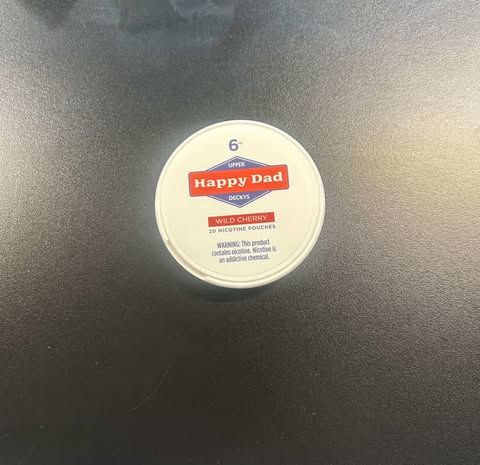 6
UPPER
Happy Dad
DECKYS
WILD CHERRY
20 NICOTINE POUCHES
WARNING: This product
contains nicotine. Nicotine is
an addictive chemical.